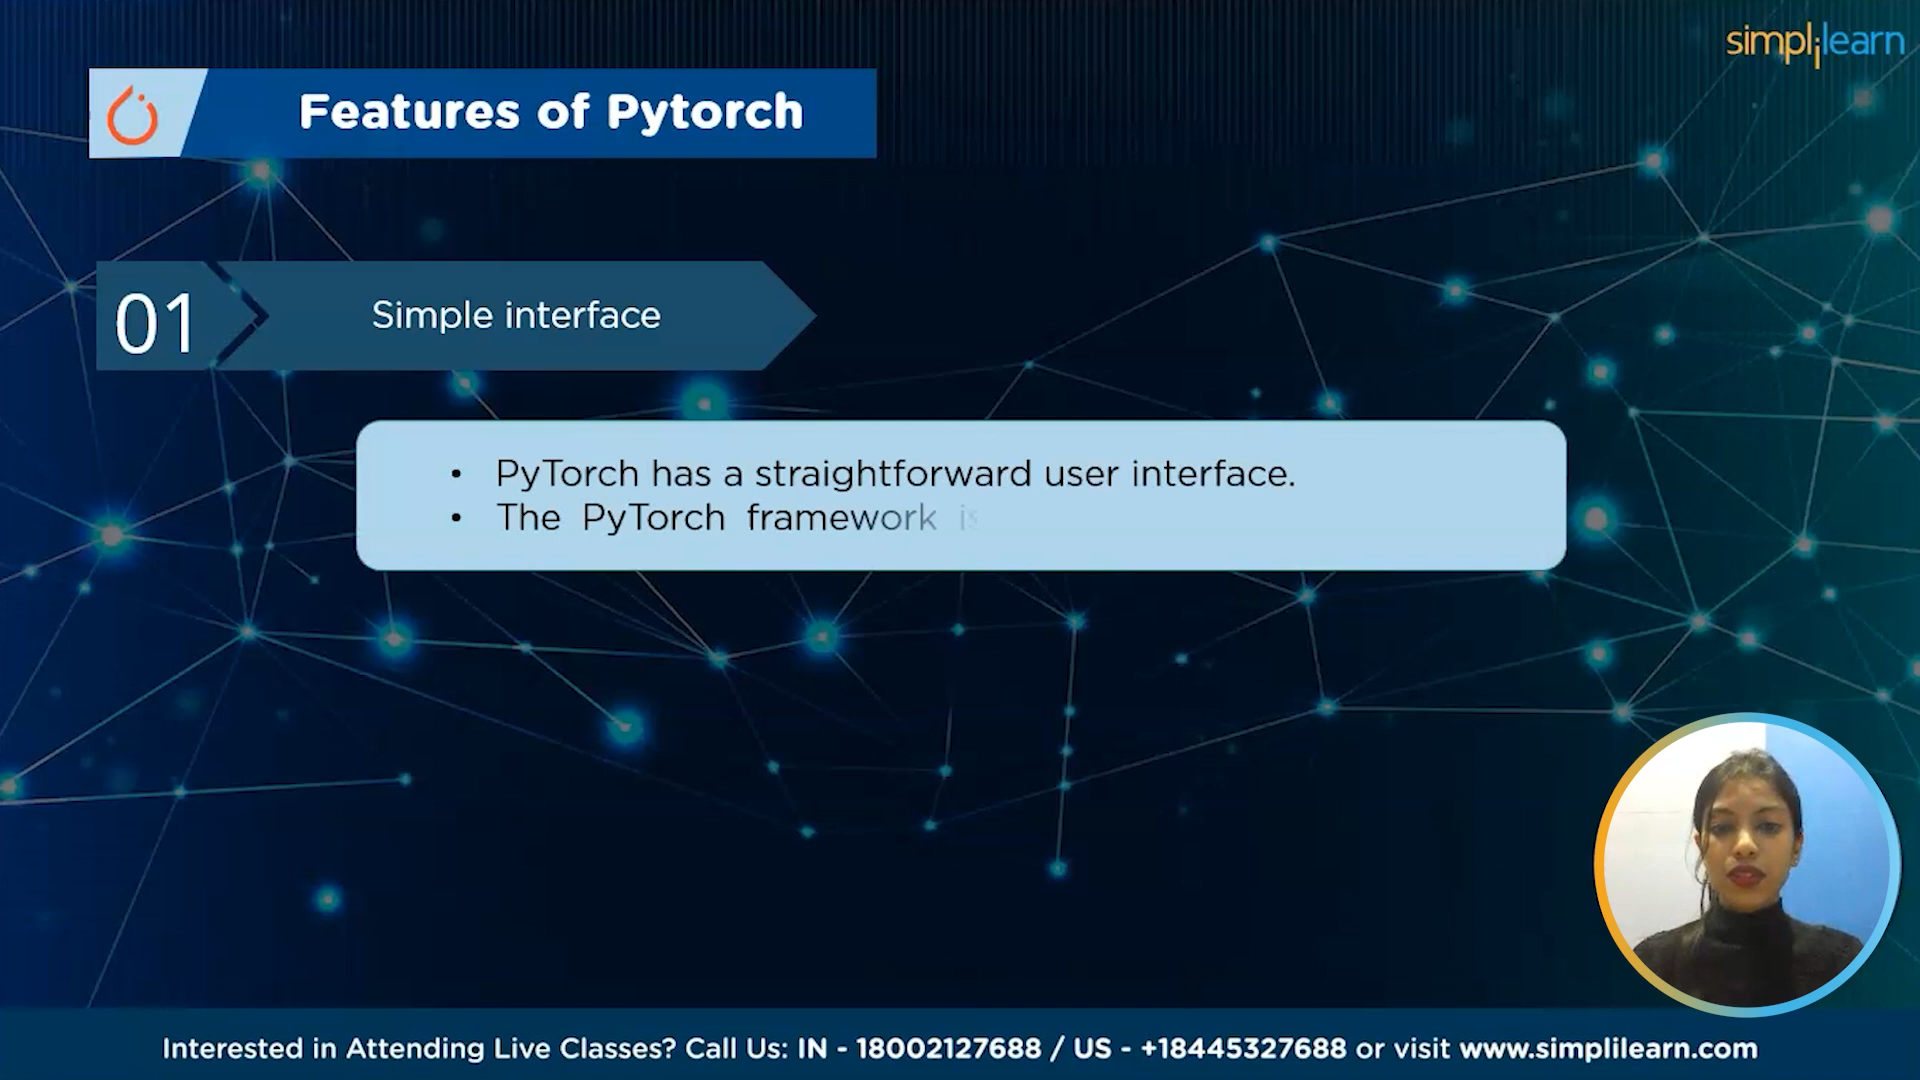 simplilearn
Features of Pytorch
01
Simple interface
• PyTorch has a straightforward user interface.
• The PyTorch framework is
Interested in Attending Live Classes? Call Us: IN - 18002127688 / US - +18445327688 or visit www.simplilearn.com